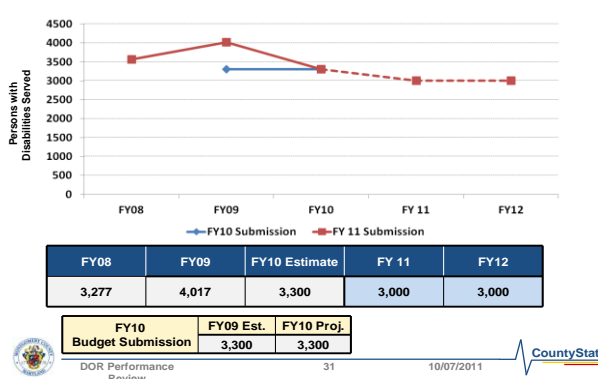 4500
4000
3500
3000
2500
2000
1500
1000
500
0
Persons with
Disabilities Served
FY08 FY09 FY10 FY 11 FY12
FY10 Submission FY 11 Submission
FY08 FY09 FY10 Estimate FY 11 FY12
3,277 4,017 3,300 3,000 3,000
FY10 FY09 Est. FY10 Proj.
Budget Submission 3,300 3,300
DOR Performance 31 10/07/2011
Review
CountyStat